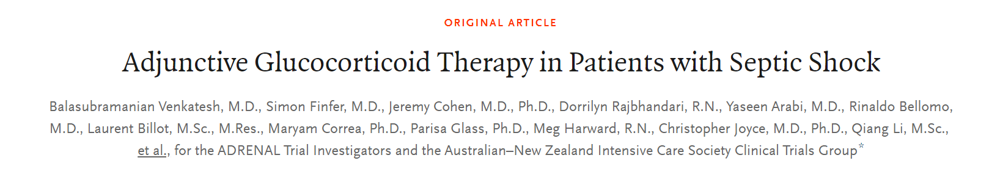 ORIGINAL ARTICLE
Adjunctive Glucocorticoid Therapy in Patients with Septic Shock
Balasubramanian Venkatesh, M.D., Simon Finfer, M.D., Jeremy Cohen, M.D., Ph.D., Dorrilyn Rajbhandari, R.N., Yaseen Arabi, M.D., Rinaldo Bellomo,
M.D., Laurent Billot, M.Sc., M.Res., Maryam Correa, Ph.D., Parisa Glass, Ph.D., Meg Harward, R.N., Christopher Joyce, M.D., Ph.D., Qiang Li, M.Sc.,
et al., for the ADRENAL Trial Investigators and the Australian–New Zealand Intensive Care Society Clinical Trials Group*